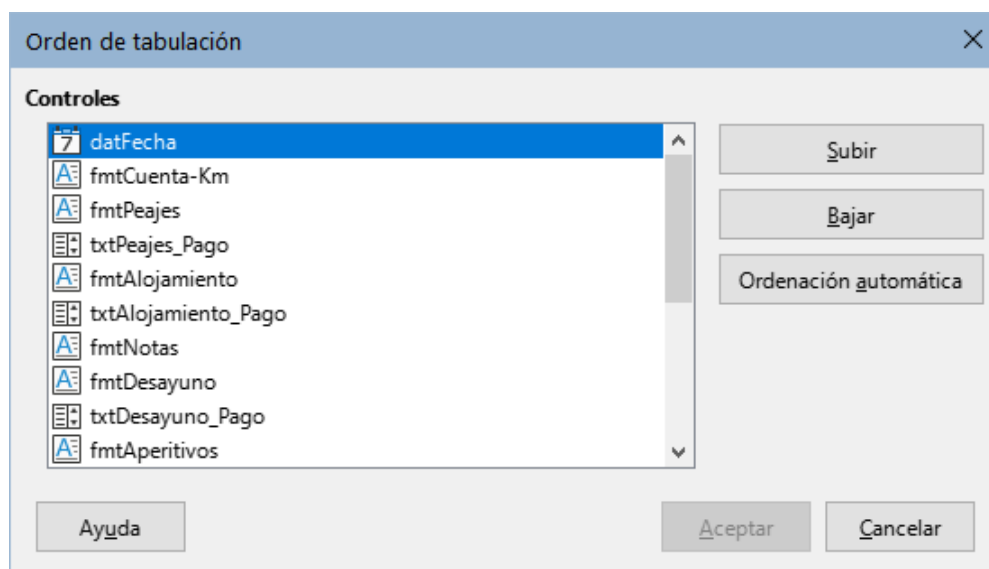 Orden de tabulación
Controles
7 datFecha
fmtCuenta-Km
fmtPeajes
txtPeajes_Pago
fmtAlojamiento
txtAlojamiento_Pago
fmtNotas
fmtDesayuno
txtDesayuno_Pago
fmtAperitivos
Subir
Bajar
Ordenación automática
Ayuda
Aceptar
Cancelar